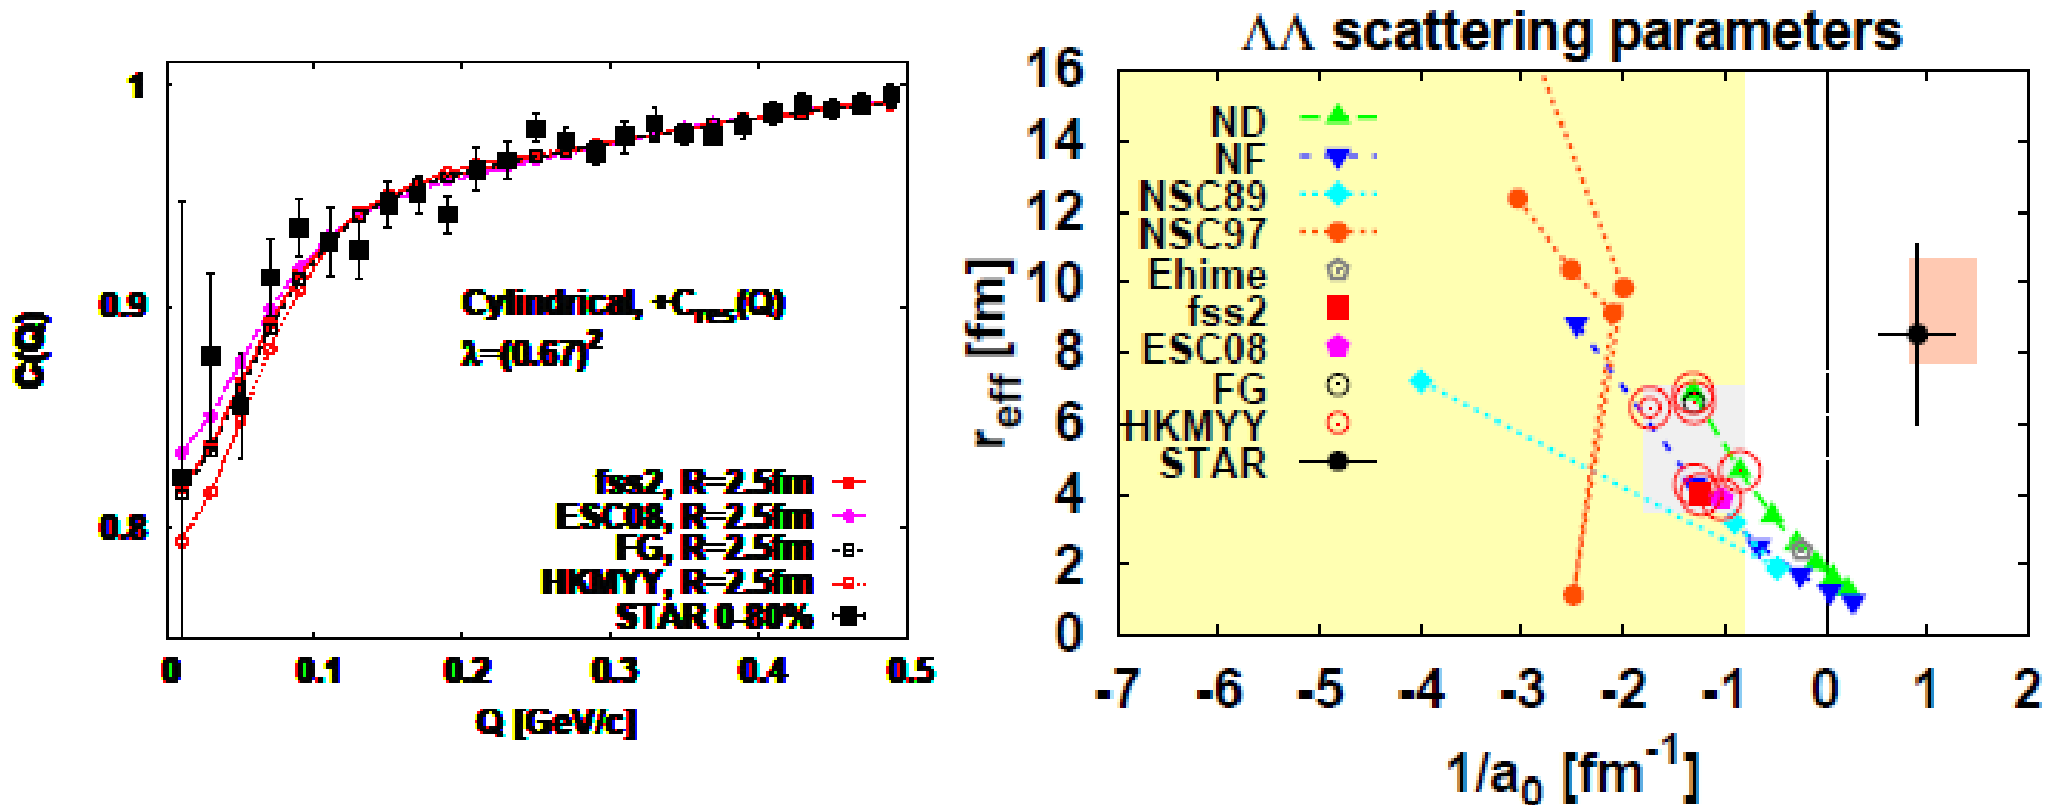 1
0.9
0.8
C(Q)
Cylindrical, +Cres(Q)
λ=(0.67)²
fss2, R=2.5fm
ESC08, R=2.5fm
FG, R=2.5fm
HKMYY, R=2.5fm
STAR 0-80%
0 0.1 0.2 0.3 0.4 0.5
Q [GeV/c]
ΛΛ scattering parameters
16
14
12
10
8
6
4
2
0
r_eff [fm]
ND
NF
NSC89
NSC97
Ehime
fss2
ESC08
FG
HKMYY
STAR
-7 -6 -5 -4 -3 -2 -1 0 1 2
1/a₀ [fm⁻¹]